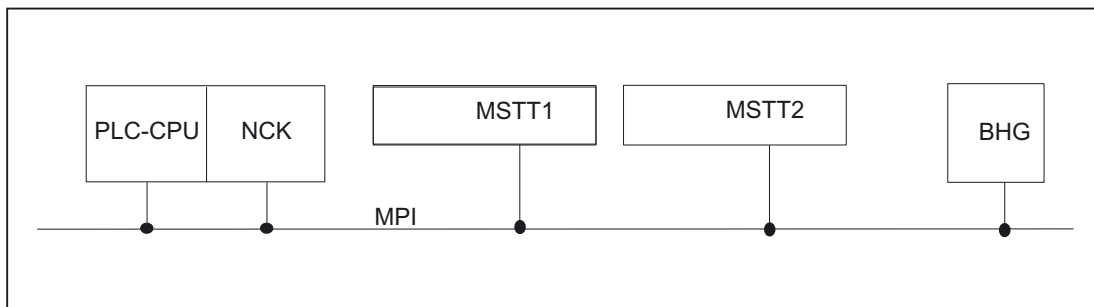 PLC-CPU
NCK
MSTT1
MSTT2
BHG
MPI